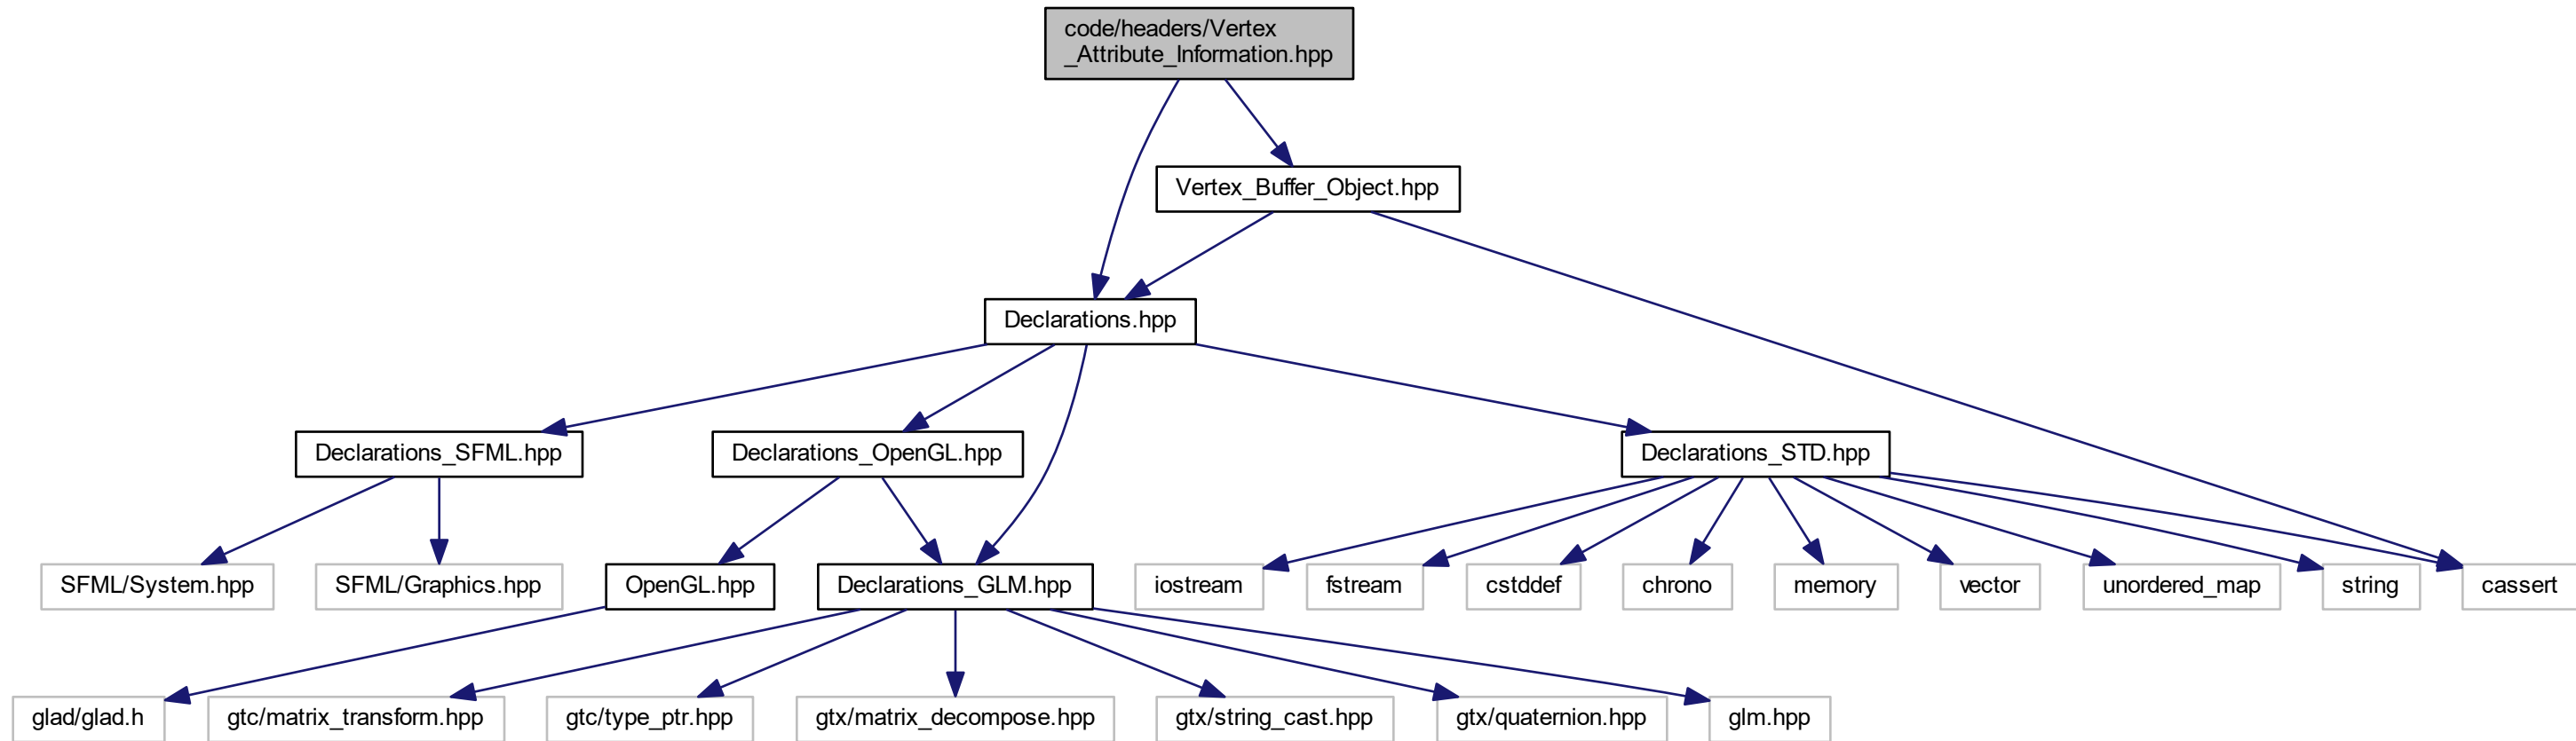 code/headers/Vertex
_Attribute_Information.hpp
Vertex_Buffer_Object.hpp
Declarations.hpp
Declarations_SFML.hpp
Declarations_OpenGL.hpp
Declarations_STD.hpp
SFML/System.hpp
SFML/Graphics.hpp
OpenGL.hpp
Declarations_GLM.hpp
iostream
fstream
cstddef
chrono
memory
vector
unordered_map
string
cassert
glad/glad.h
gtc/matrix_transform.hpp
gtc/type_ptr.hpp
gtx/matrix_decompose.hpp
gtx/string_cast.hpp
gtx/quaternion.hpp
glm.hpp